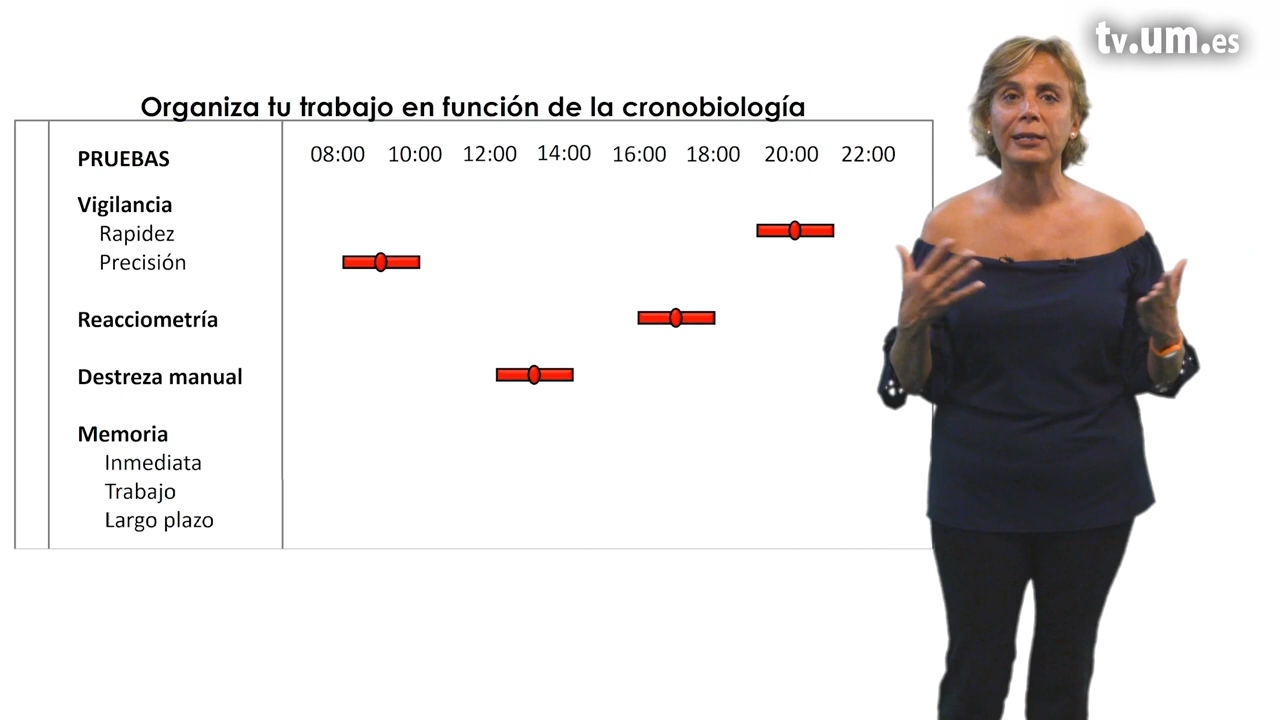 tv.um.es
Organiza tu trabajo en función de la cronobiología
PRUEBAS 08:00 10:00 12:00 14:00 16:00 18:00 20:00 22:00
Vigilancia
Rapidez
Precisión
Reacciometría
Destreza manual
Memoria
Inmediata
Trabajo
Largo plazo